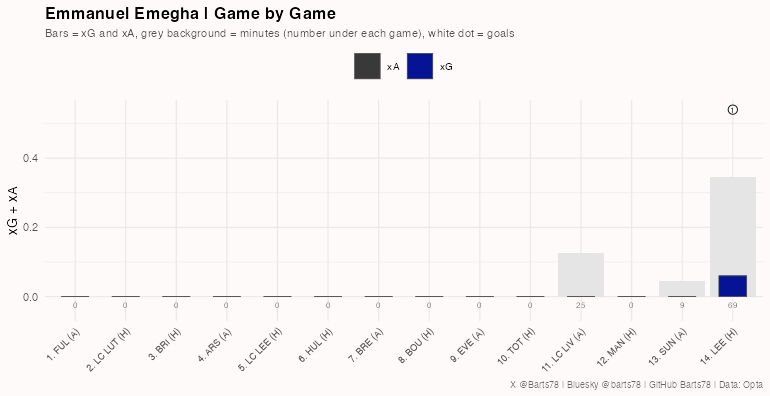 Emmanuel Emegha | Game by Game
Bars = xG and xA, grey background = minutes (number under each game), white dot = goals
xA xG
1
xG + xA
0.4
0.2
0.0
0 0 0 0 0 0 0 0 0 0 25 0 9 69
1. FUL (A)
2. LC LUT (H)
3. BRI (H)
4. ARS (A)
5. LC LEE (H)
6. HUL (H)
7. BRE (A)
8. BOU (H)
9. EVE (A)
10. TOT (H)
11. LC LIV (A)
12. MAN (H)
13. SUN (A)
14. LEE (H)
X @Barts78 | Bluesky @barts78 | GitHub Barts78 | Data: Opta